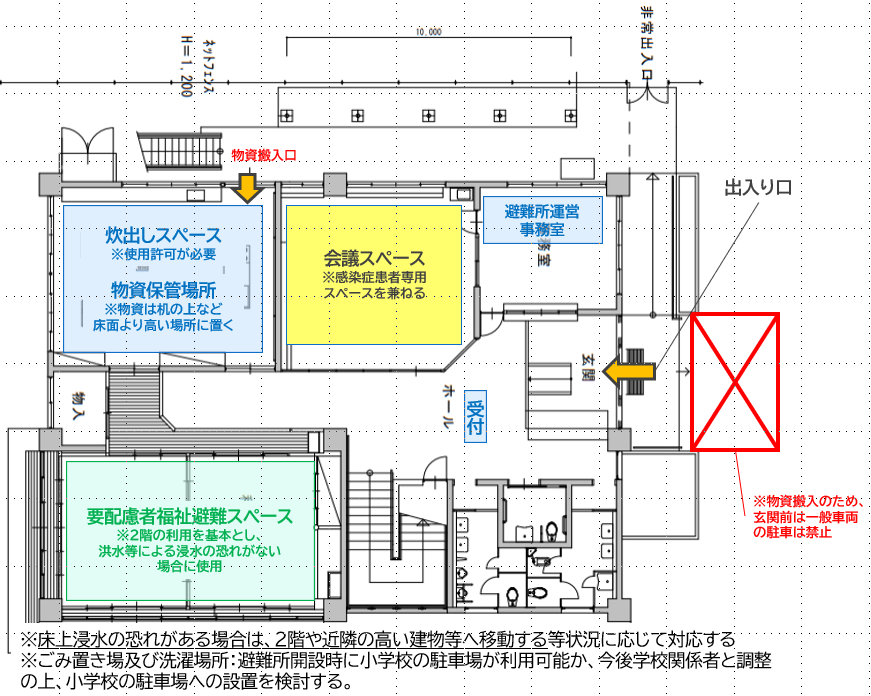 10,000
非常出入口
ネットフェンス
H=1,200
物資搬入口
出入り口
炊出しスペース
※使用許可が必要
物資保管場所
※物資は机の上など
床面より高い場所に置く
会議スペース
※感染症患者専用
スペースを兼ねる
避難所運営
事務室
務室
玄関
ホール
受付
物入
要配慮者福祉避難スペース
※2階の利用を基本とし、
洪水等による浸水の恐れがない
場合に使用
※物資搬入のため、
玄関前は一般車両
の駐車は禁止
※床上浸水の恐れがある場合は、2階や近隣の高い建物等へ移動する等状況に応じて対応する
※ごみ置き場及び洗濯場所:避難所開設時に小学校の駐車場が利用可能か、今後学校関係者と調整
の上、小学校の駐車場への設置を検討する。